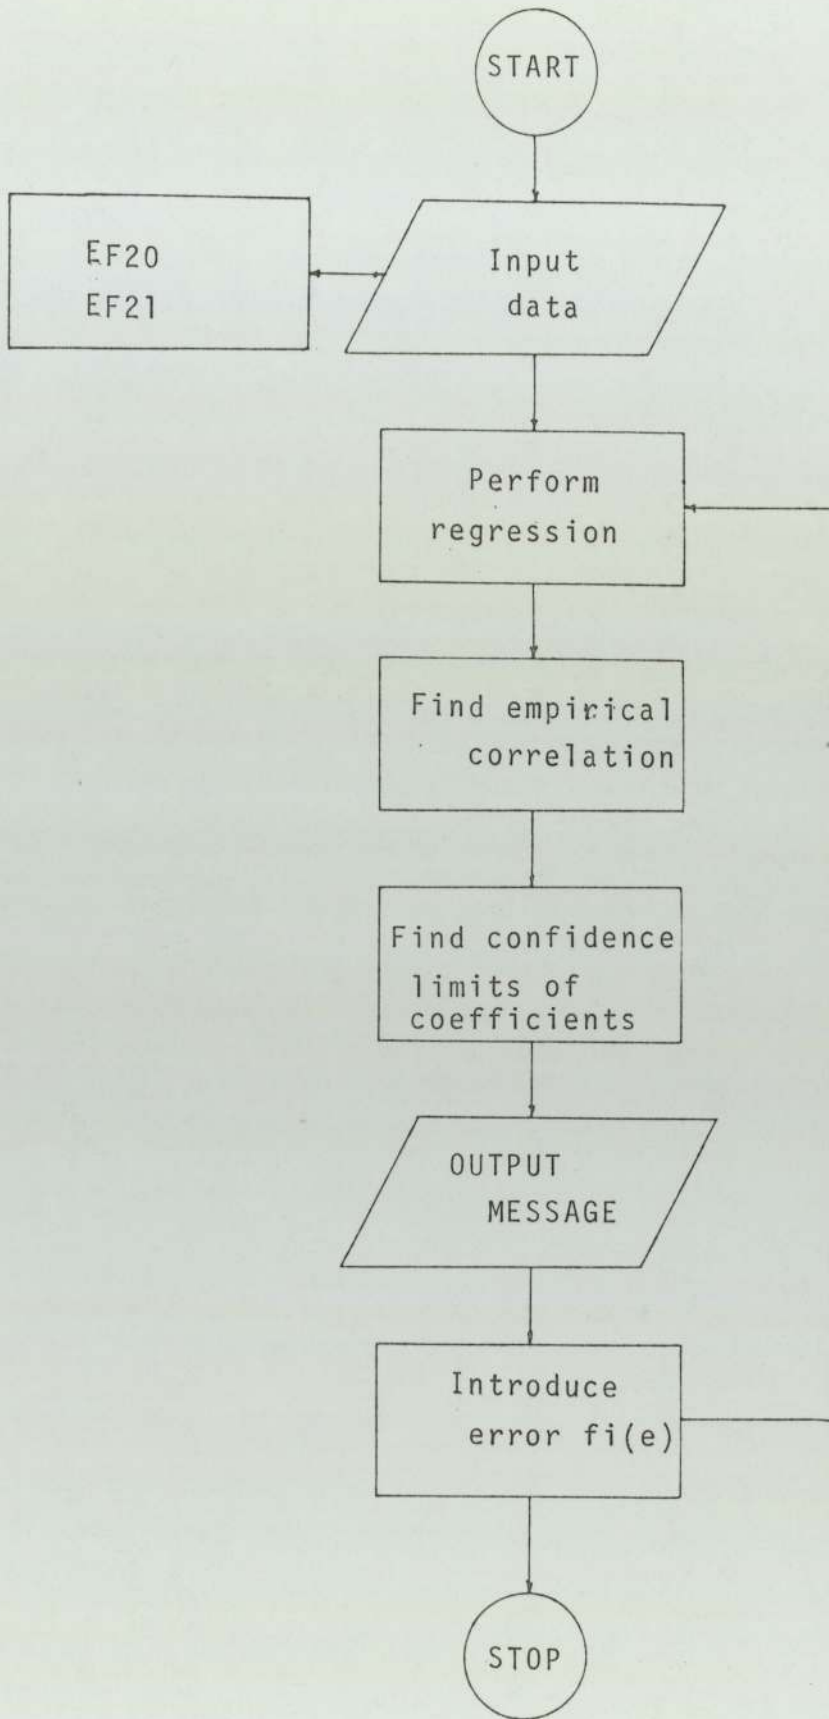 START
EF20
EF21
Input
data
Perform
regression
Find empirical
correlation
Find confidence
limits of
coefficients
OUTPUT
MESSAGE
Introduce
error fi(e)
STOP